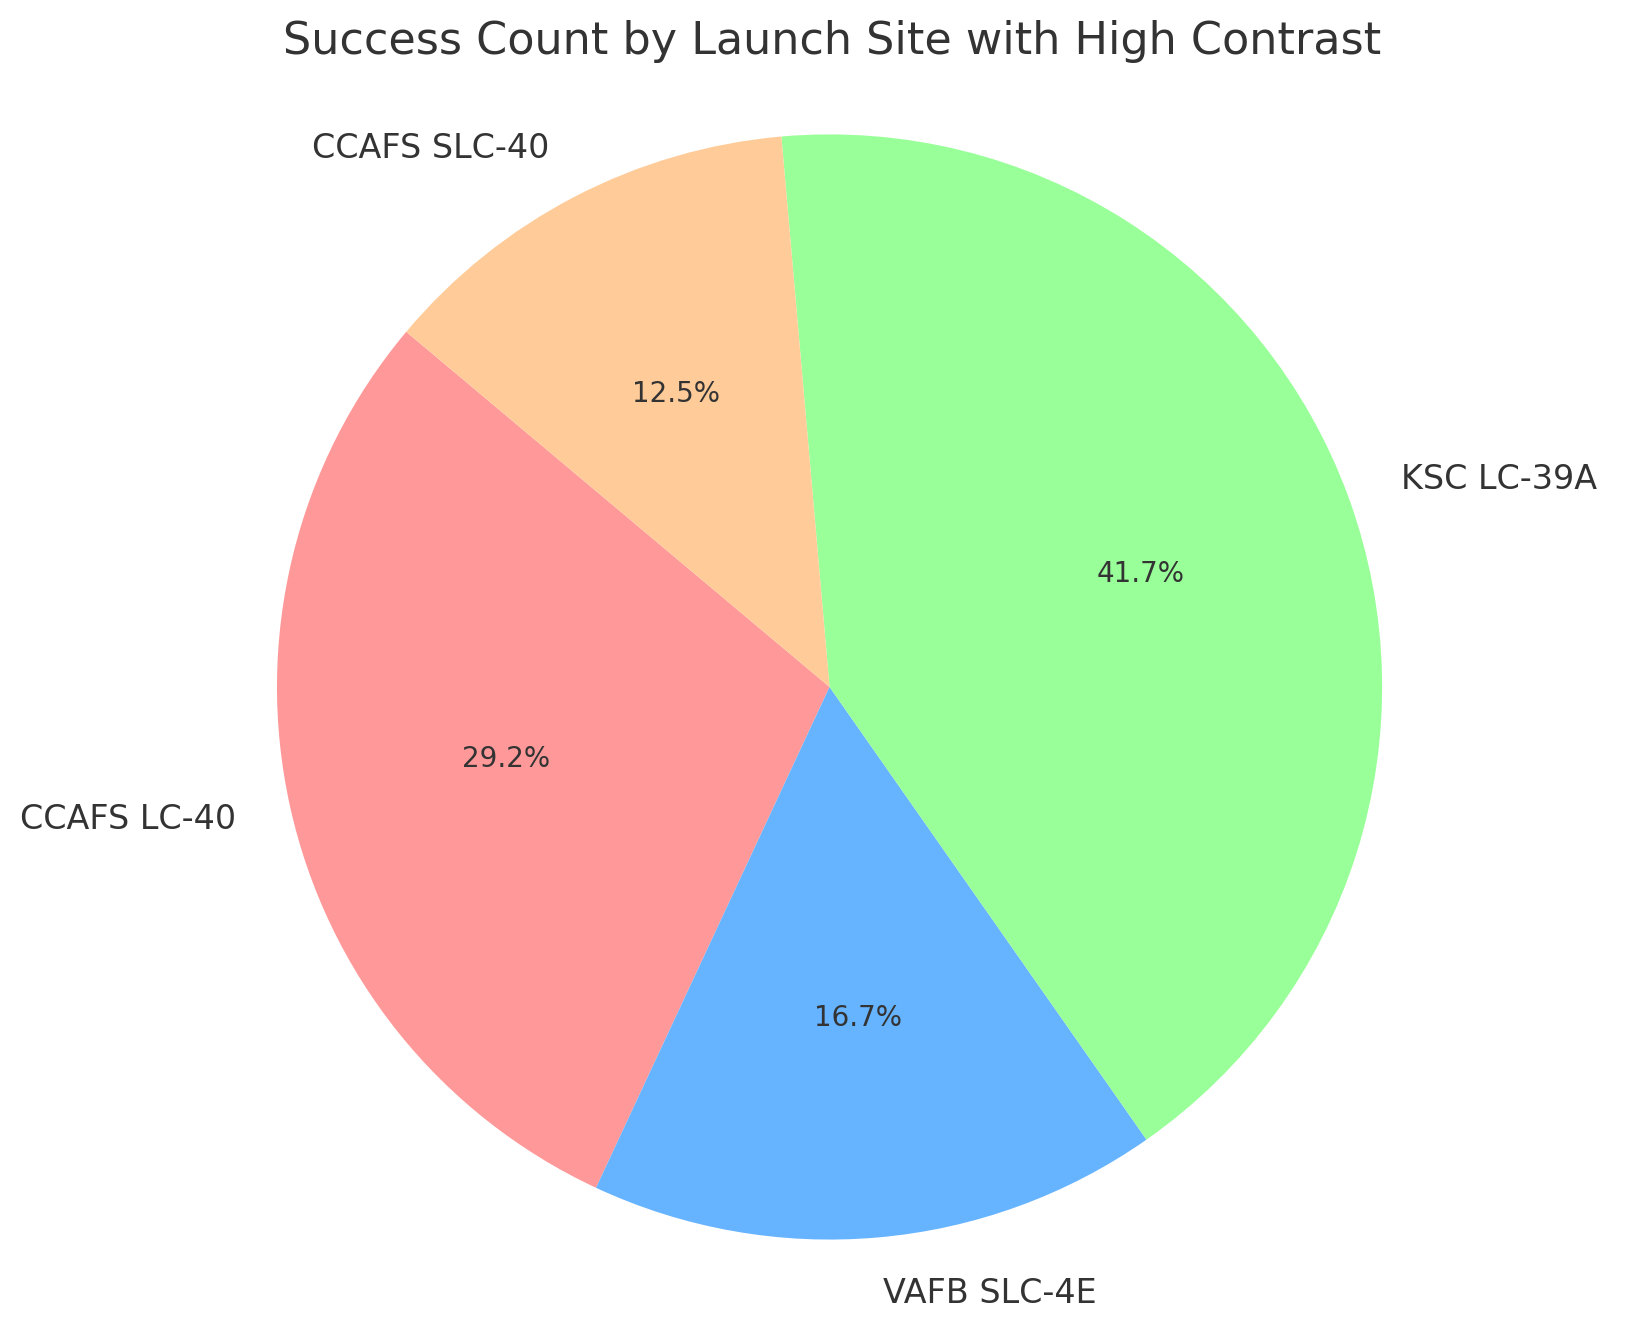 Success Count by Launch Site with High Contrast
CCAFS SLC-40
12.5%
KSC LC-39A
41.7%
29.2%
CCAFS LC-40
16.7%
VAFB SLC-4E